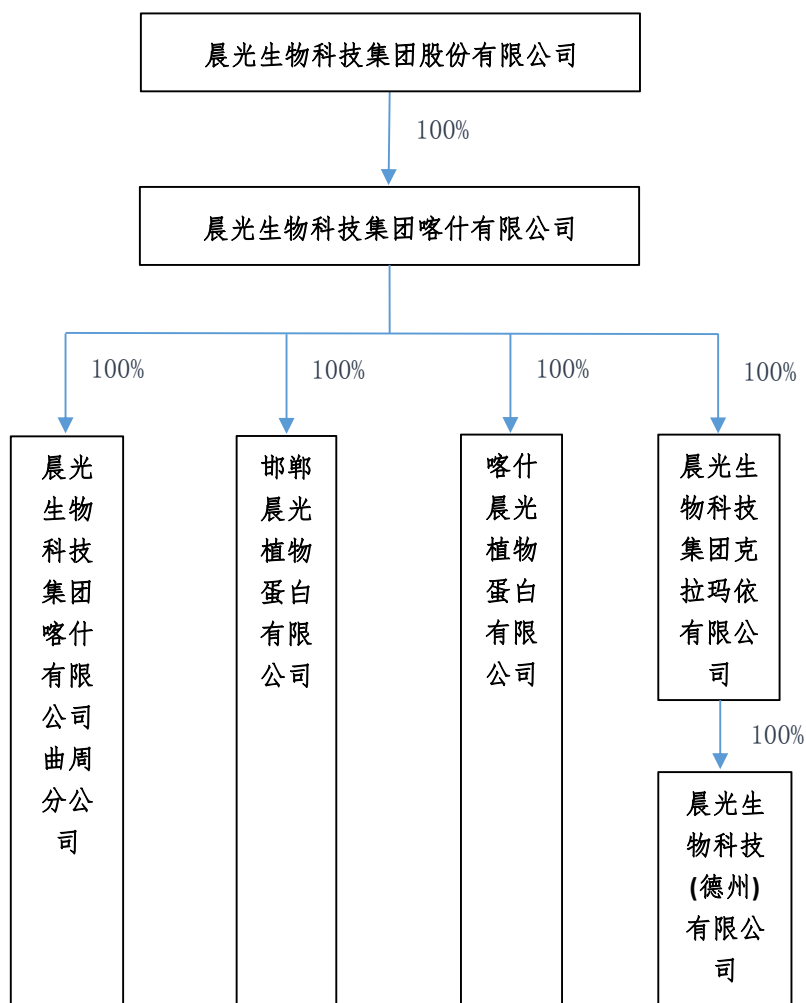 晨光生物科技集团股份有限公司
100%
晨光生物科技集团喀什有限公司
100%
100%
100%
100%
晨光
生物
科技
集团
喀什
有限
公司
曲周
分公
司
邯郸
晨光
植物
蛋白
有限
公司
喀什
晨光
植物
蛋白
有限
公司
晨光生
物科技
集团克
拉玛依
有限公
司
100%
晨光生
物科技
(德州)
有限公
司